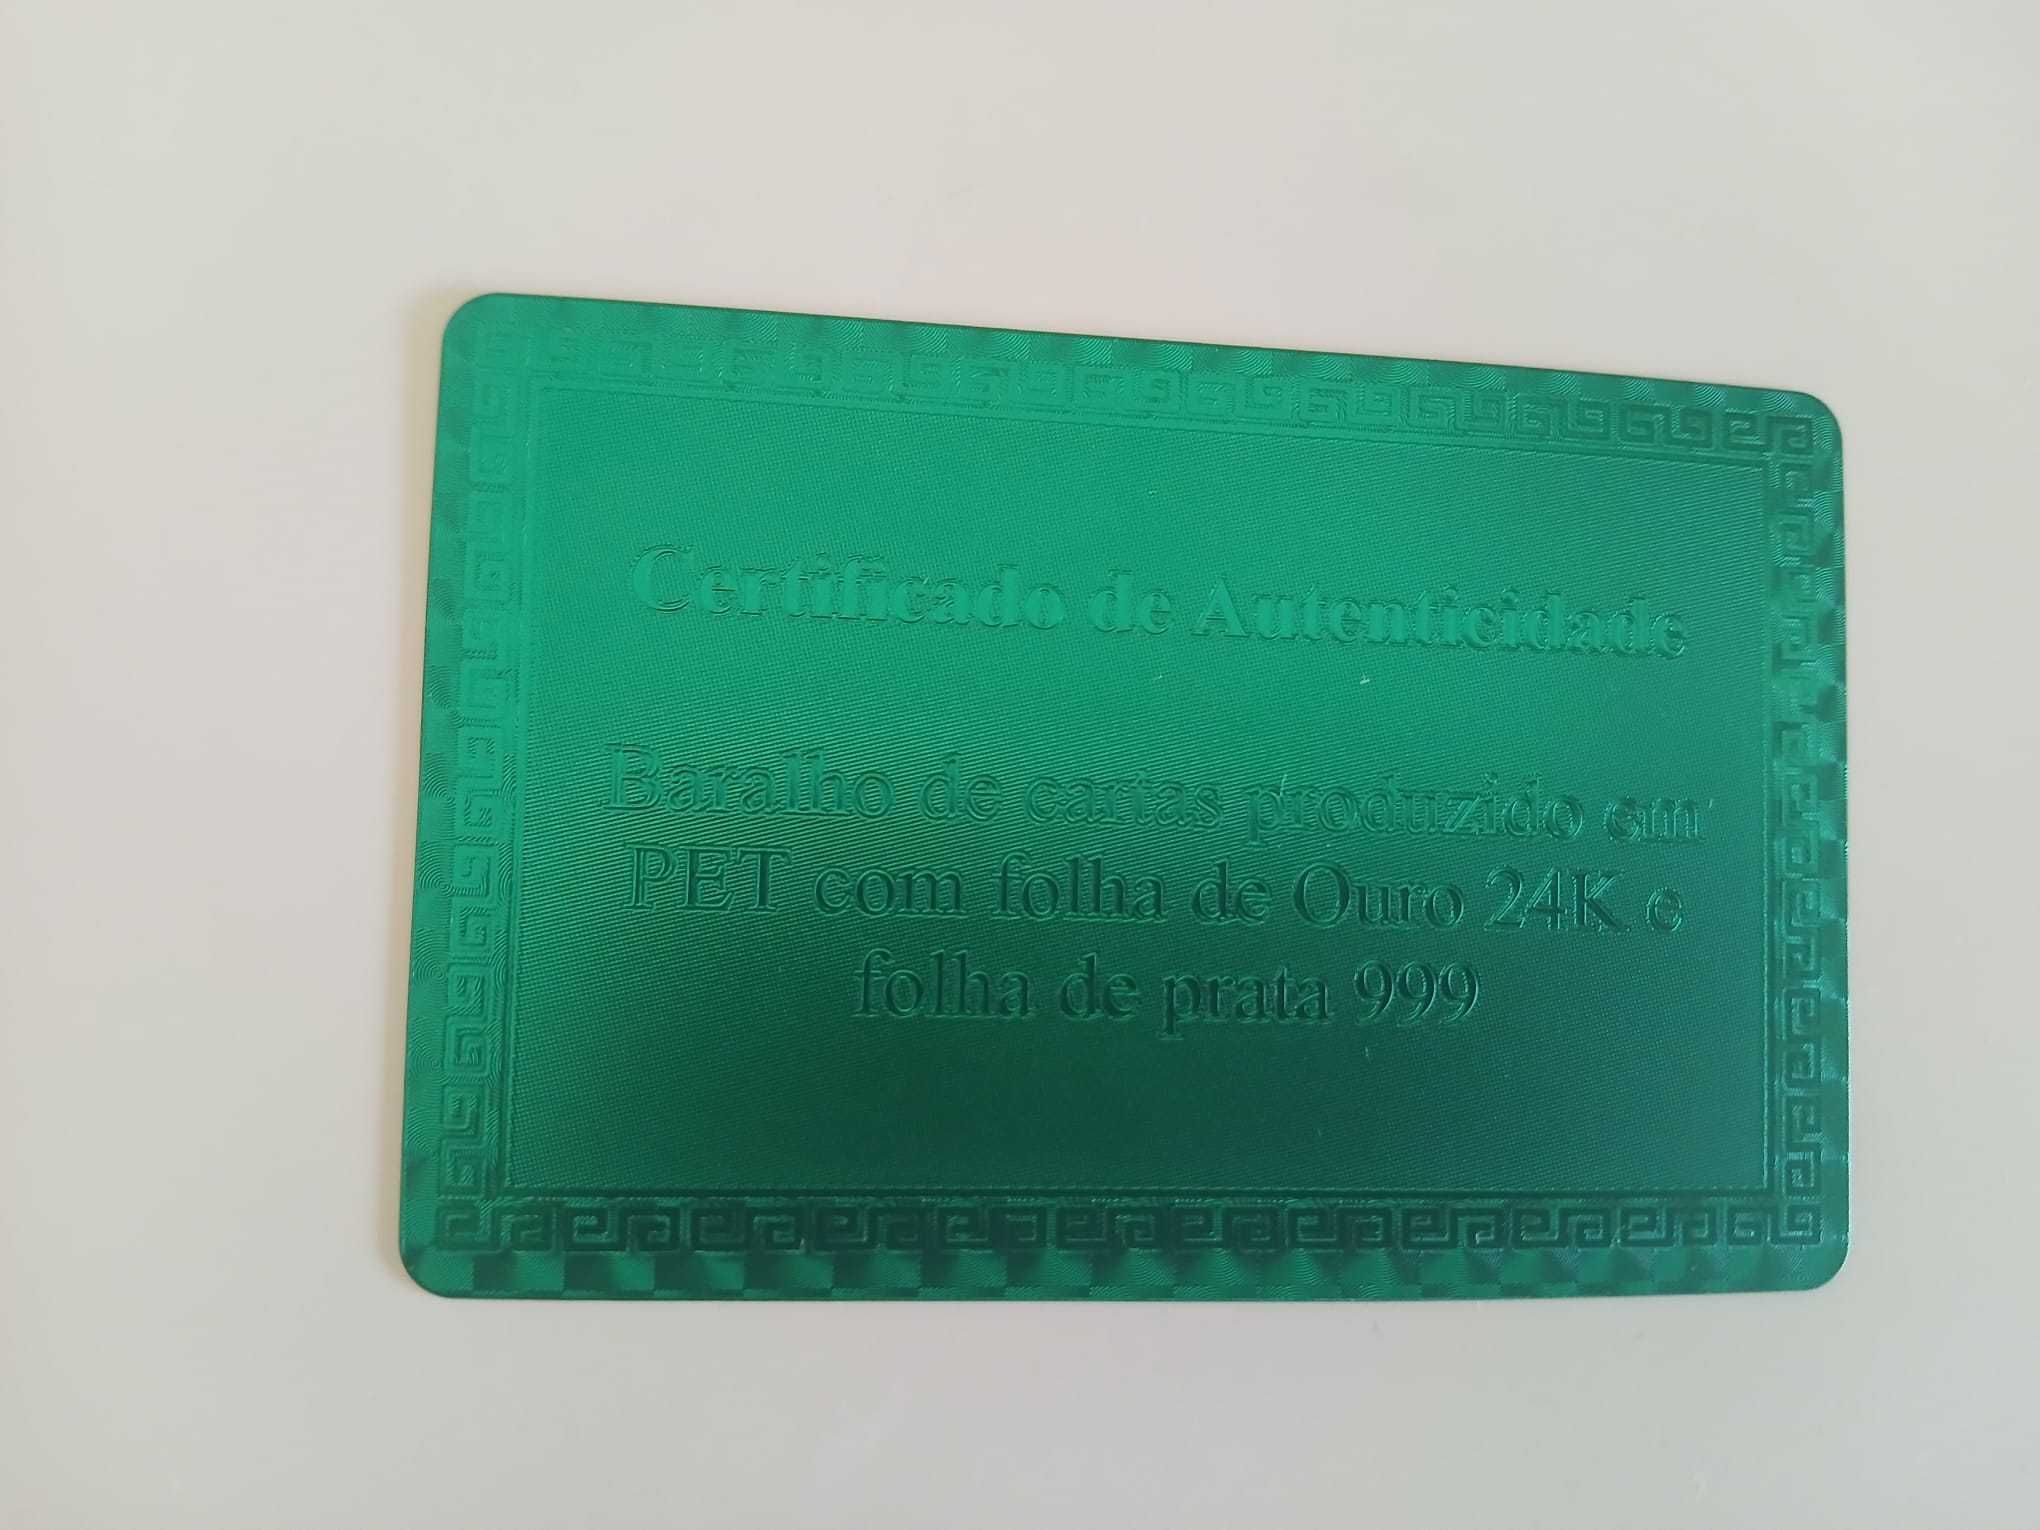 Certificado de Autenticidade
Baralho de cartas produzido em
PET com folha de Ouro 24K e
folha de prata 999